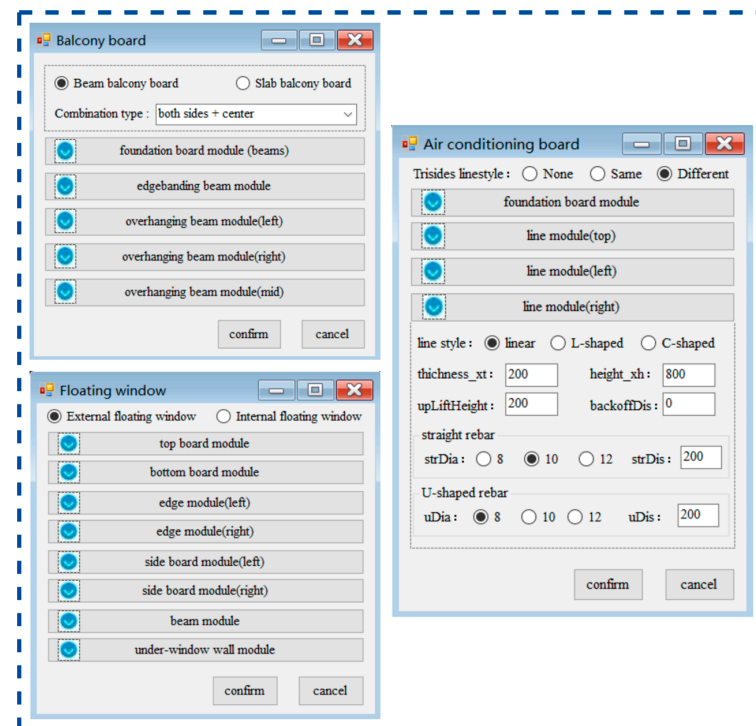 Balcony board
Beam balcony board Slab balcony board
Combination type : both sides + center
foundation board module (beams)
edgebanding beam module
overhanging beam module(left)
overhanging beam module(right)
overhanging beam module(mid)
confirm cancel
Floating window
External floating window Internal floating window
top board module
bottom board module
edge module(left)
edge module(right)
side board module(left)
side board module(right)
beam module
under-window wall module
confirm cancel
Air conditioning board
Trisides linestyle : None Same Different
foundation board module
line module(top)
line module(left)
line module(right)
line style : linear L-shaped C-shaped
thichness_xt : 200 height_xh : 800
upLiftHeight : 200 backoffDis : 0
straight rebar
strDia : 8 10 12 strDis : 200
U-shaped rebar
uDia : 8 10 12 uDis : 200
confirm cancel